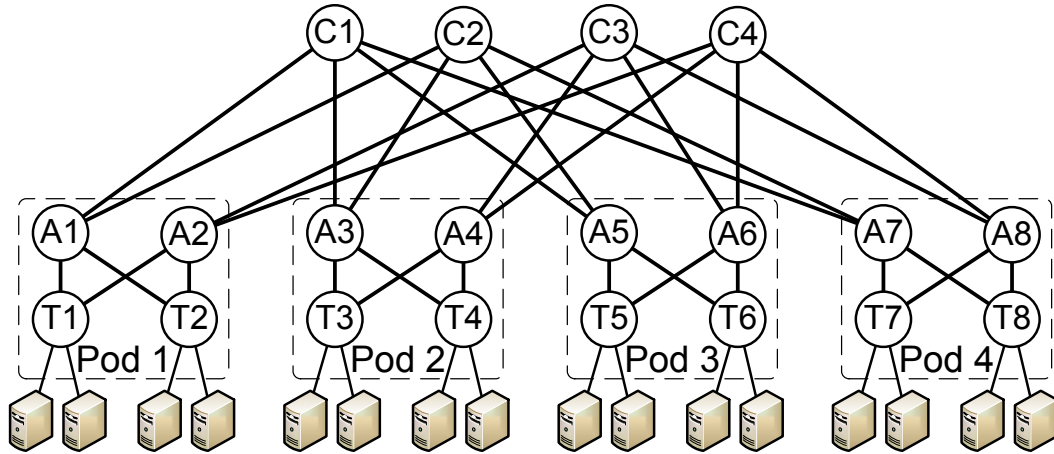 C1 C2 C3 C4
A1 A2 A3 A4 A5 A6 A7 A8
T1 T2 T3 T4 T5 T6 T7 T8
Pod 1 Pod 2 Pod 3 Pod 4